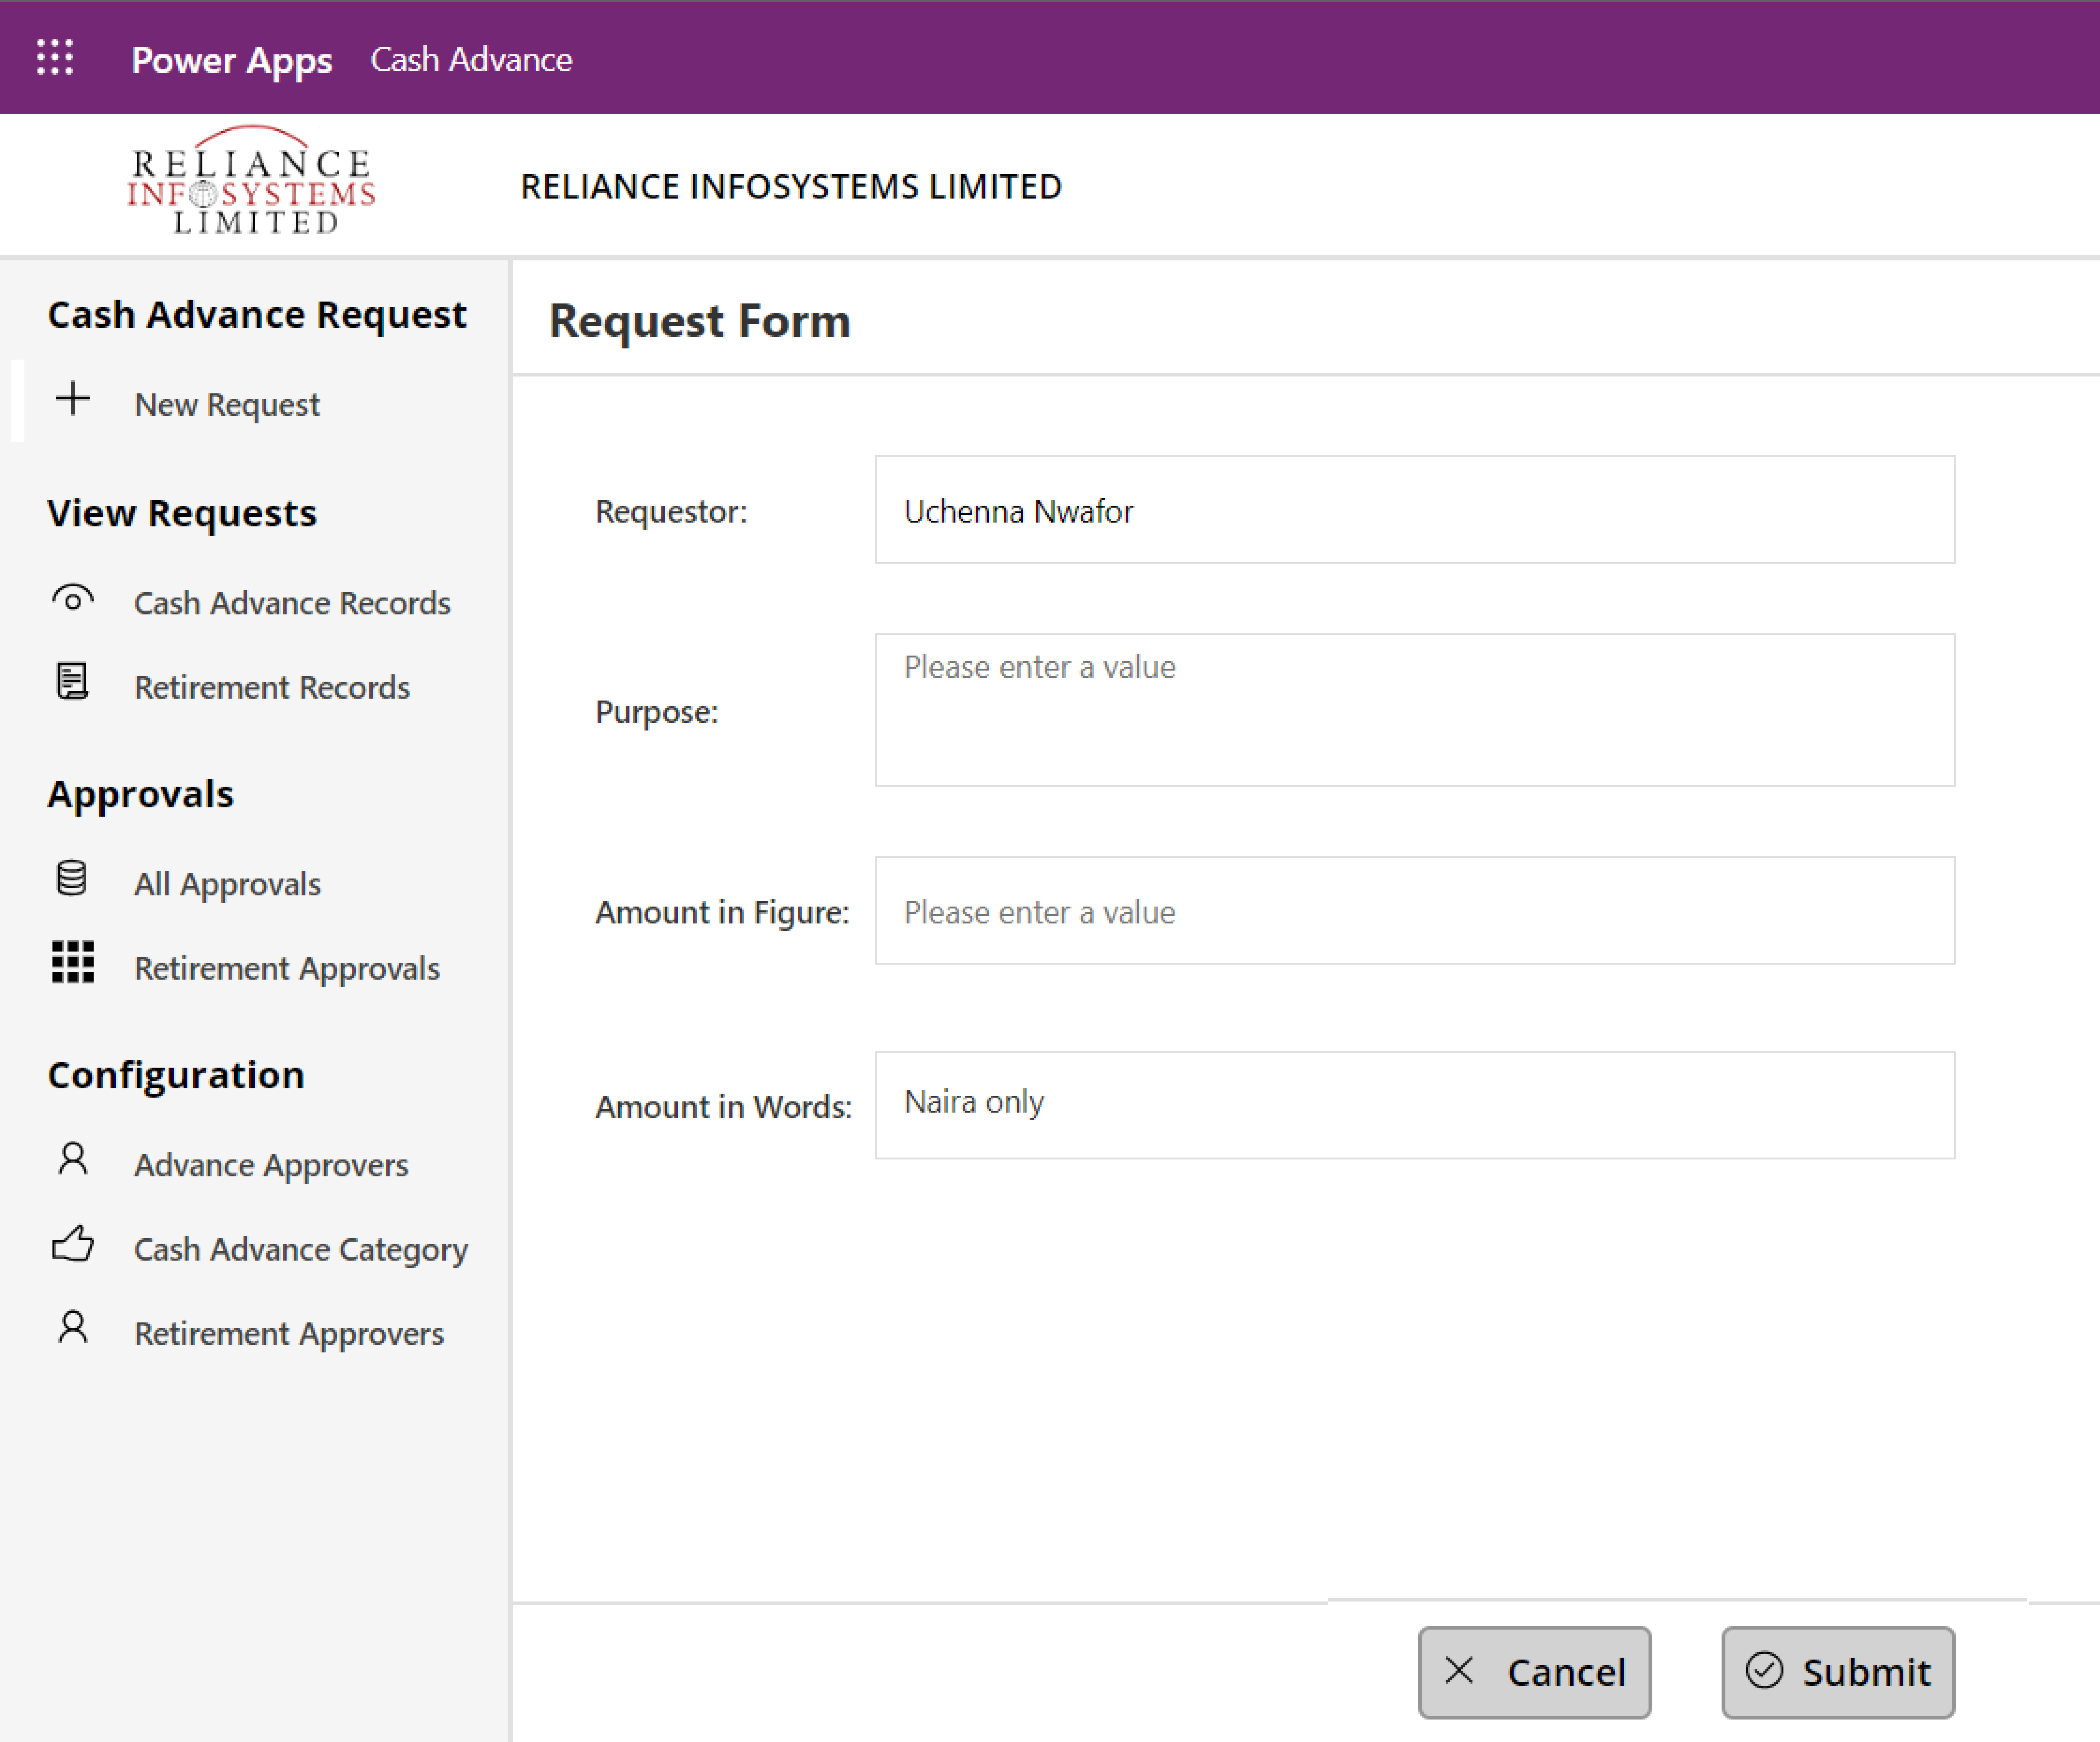 Power Apps Cash Advance
RELIANCE
INFOSYSTEMS
LIMITED
RELIANCE INFOSYSTEMS LIMITED
Cash Advance Request
New Request
View Requests
Cash Advance Records
Retirement Records
Approvals
All Approvals
Retirement Approvals
Configuration
Advance Approvers
Cash Advance Category
Retirement Approvers
Request Form
Requestor: Uchenna Nwafor
Purpose: Please enter a value
Amount in Figure: Please enter a value
Amount in Words: Naira only
Cancel Submit